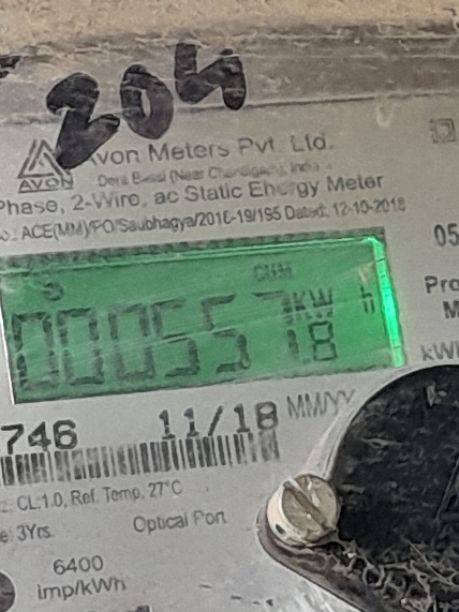 204
Avon Meters Pvt. Ltd.
AVON
Dera Bassi (Near Chandigarh), India
Phase, 2-Wire, ac Static Energy Meter
o.: ACE(MM)/PO/Saubhagya/2018-19/195 Dated: 12-10-2018
05
CUM
Pro
M
kW h
000557.8
kWh
746 11/18 MM/YY
z: CL:1.0, Ref. Temp. 27°C
e: 3Yrs. Optical Port
6400
imp/kWh